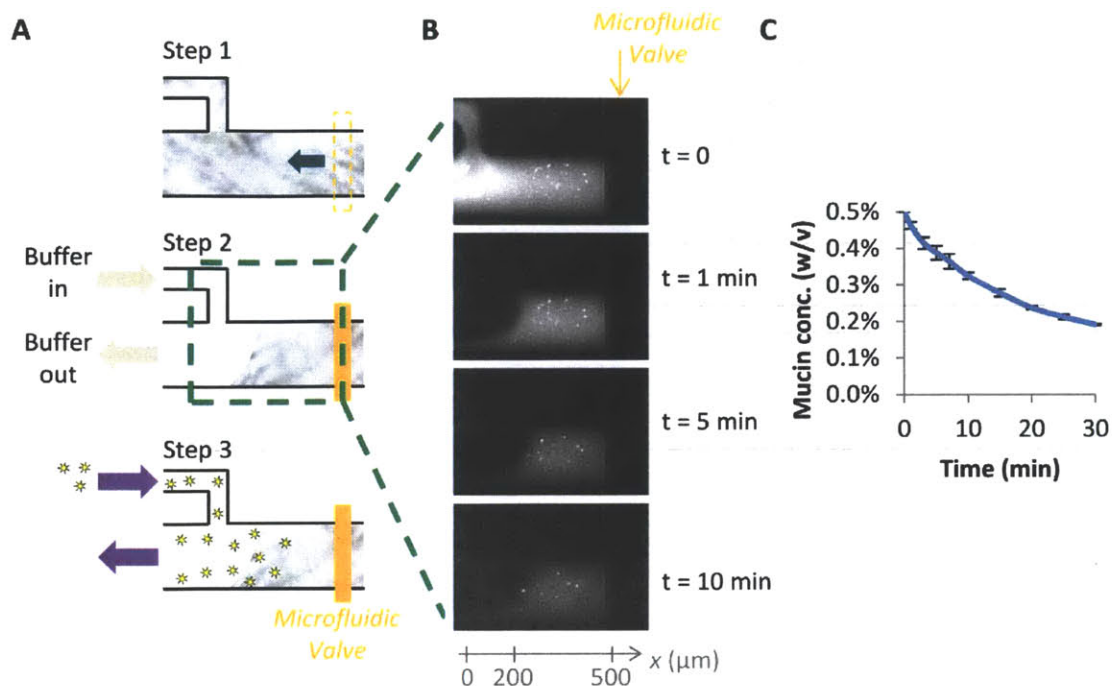 A
Step 1
Step 2
Buffer
in
Buffer
out
Step 3
Microfluidic
Valve
B
Microfluidic
Valve
t = 0
t = 1 min
t = 5 min
t = 10 min
x (μm)
0 200 500
C
Mucin conc. (w/v)
0.5%
0.4%
0.3%
0.2%
0.1%
0.0%
0 10 20 30
Time (min)